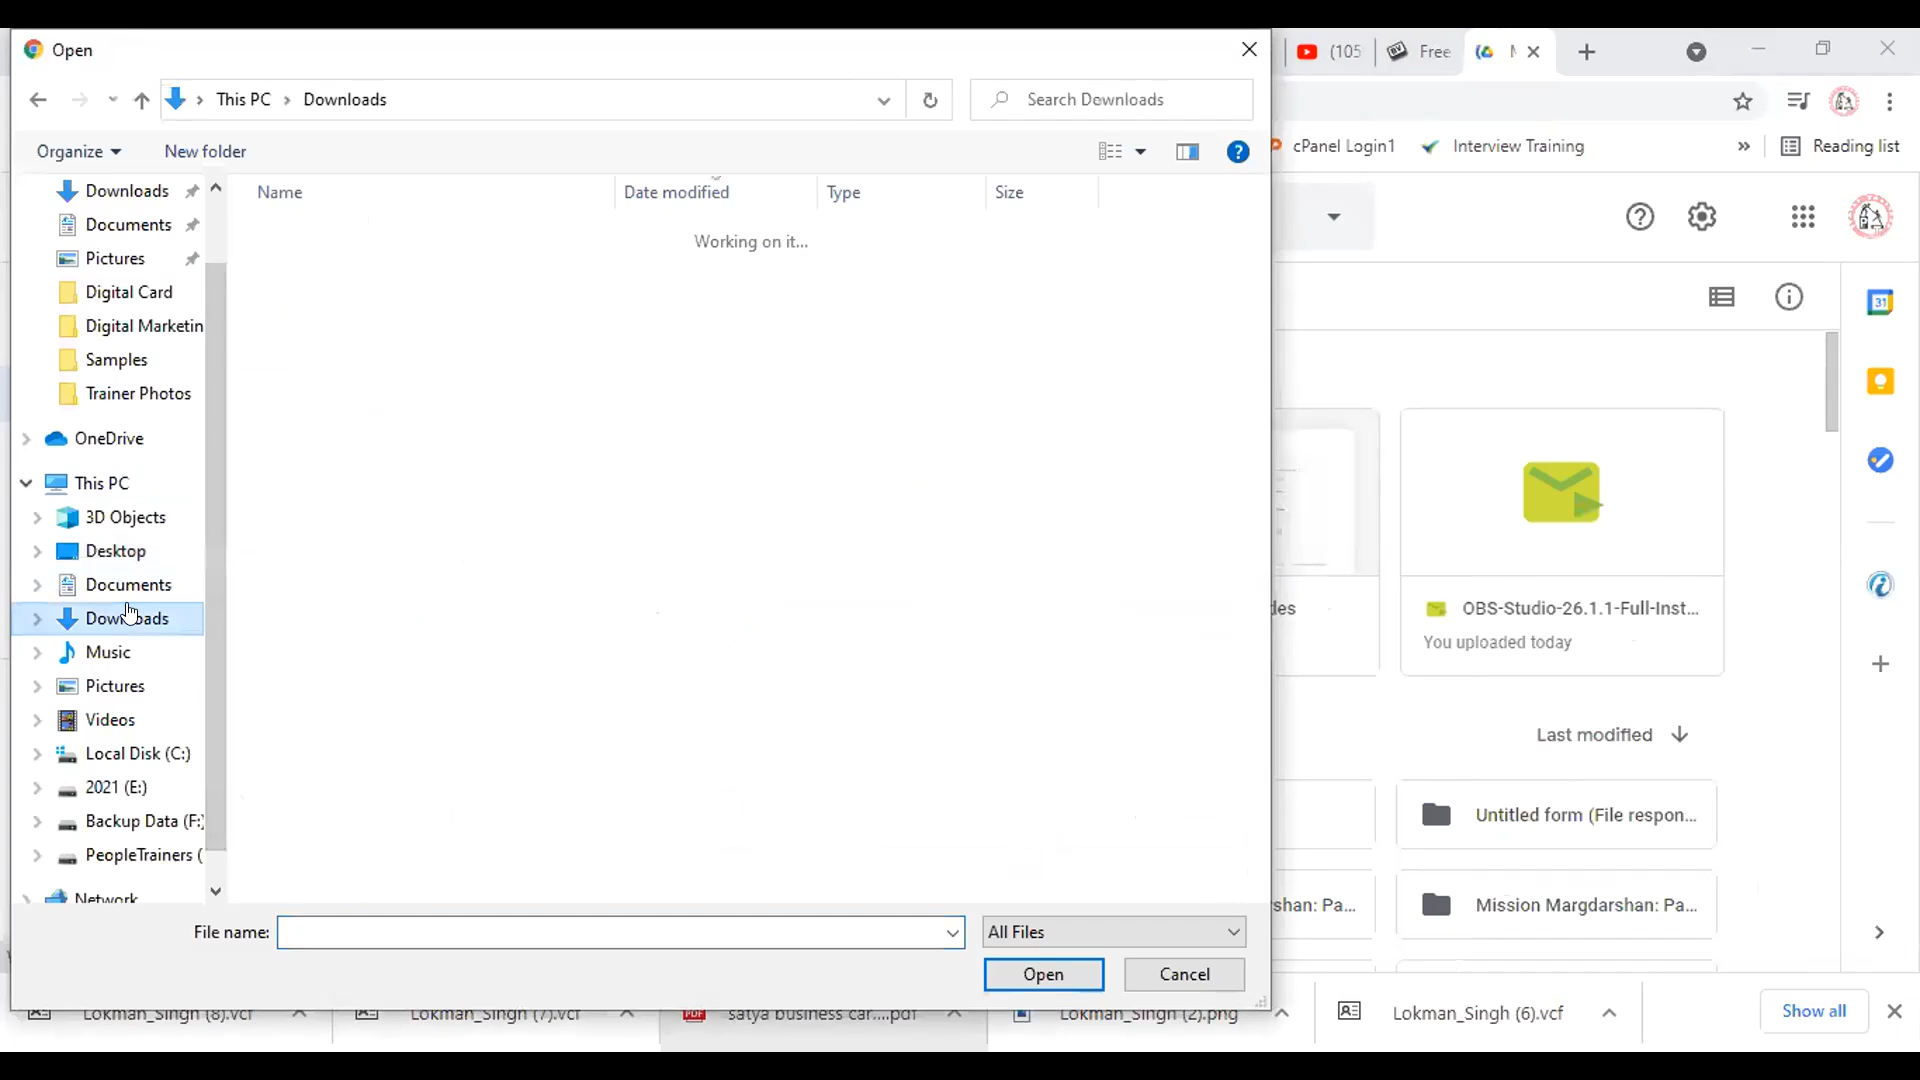 Open
(105
Free
This PC > Downloads
Search Downloads
cPanel Login1
Interview Training
»
Reading list
Organize
New folder
Downloads
Name
Date modified
Type
Size
Documents
Working on it...
Pictures
Digital Card
Digital Marketin
Samples
Trainer Photos
OneDrive
This PC
3D Objects
Desktop
Documents
Downloads
Music
Pictures
Videos
Local Disk (C:)
2021 (E:)
Backup Data (F:)
PeopleTrainers (
Network
31
des
OBS-Studio-26.1.1-Full-Inst...
You uploaded today
Last modified
Untitled form (File respon...
shan: Pa...
Mission Margdarshan: Pa...
File name:
All Files
Open
Cancel
Lokman_Singh (8).vcf
Lokman_Singh (7).vcf
PDF
satya business car....pdf
Lokman_Singh (2).png
Lokman_Singh (6).vcf
Show all